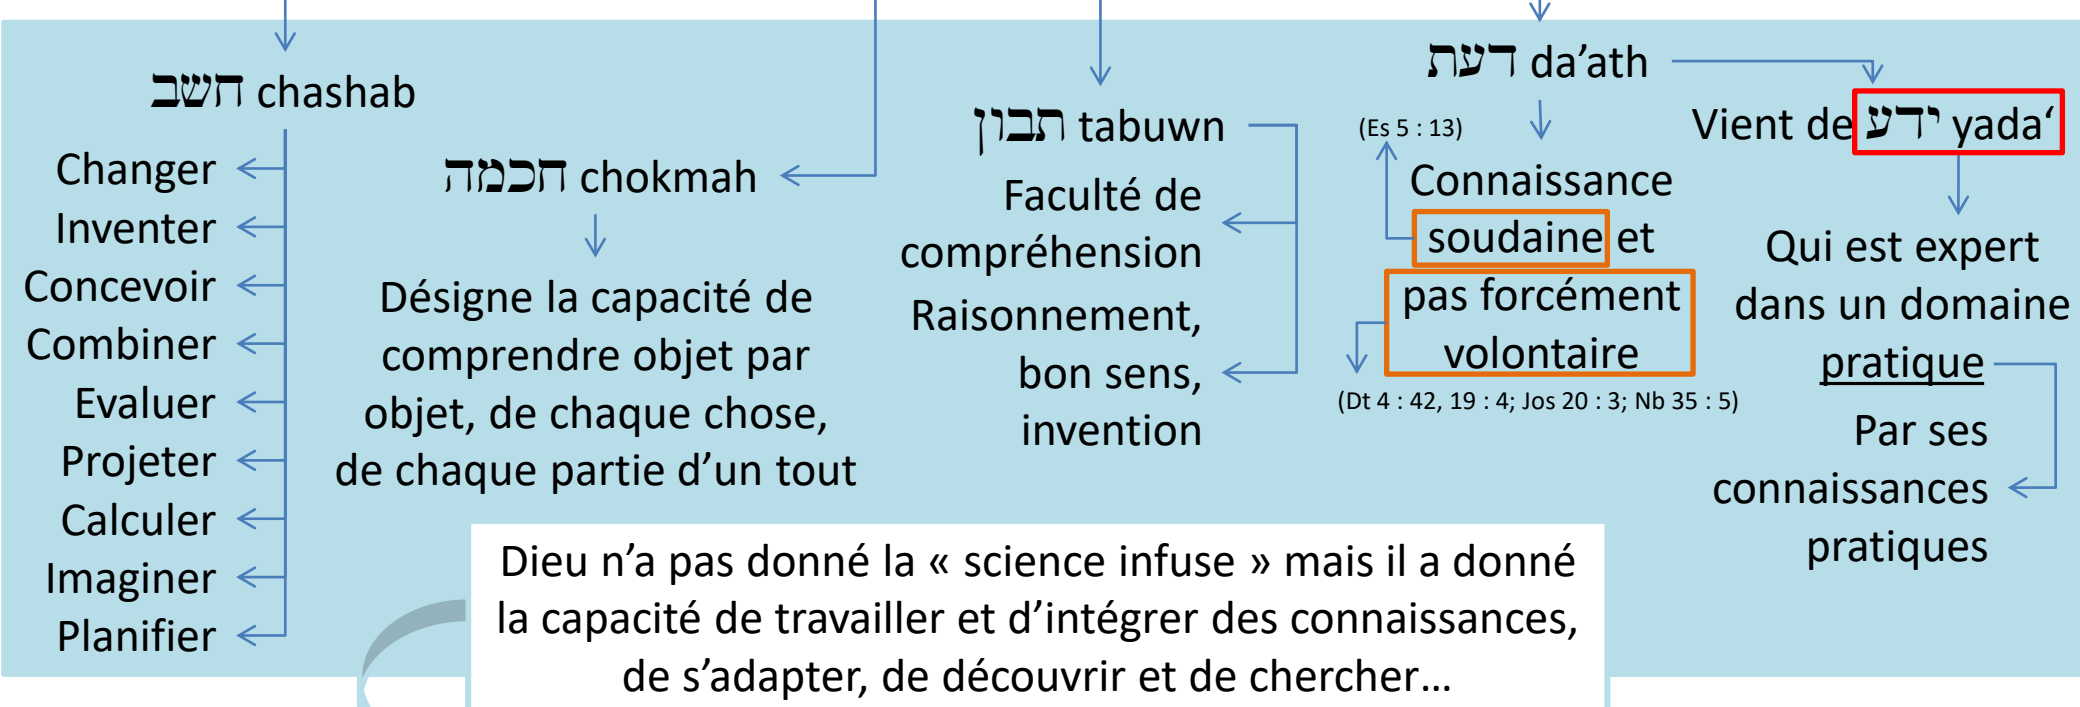 חשב chashab
Changer
Inventer
Concevoir
Combiner
Evaluer
Projeter
Calculer
Imaginer
Planifier
חכמה chokmah
Désigne la capacité de
comprendre objet par
objet, de chaque chose,
de chaque partie d’un tout
תבון tabuwn
Faculté de
compréhension
Raisonnement,
bon sens,
invention
דעת da’ath
(Es 5 : 13)
Connaissance
soudaine et
pas forcément
volontaire
(Dt 4 : 42, 19 : 4; Jos 20 : 3; Nb 35 : 5)
Vient de ידע yada‘
Qui est expert
dans un domaine
pratique
Par ses
connaissances
pratiques
Dieu n’a pas donné la « science infuse » mais il a donné
la capacité de travailler et d’intégrer des connaissances,
de s’adapter, de découvrir et de chercher…